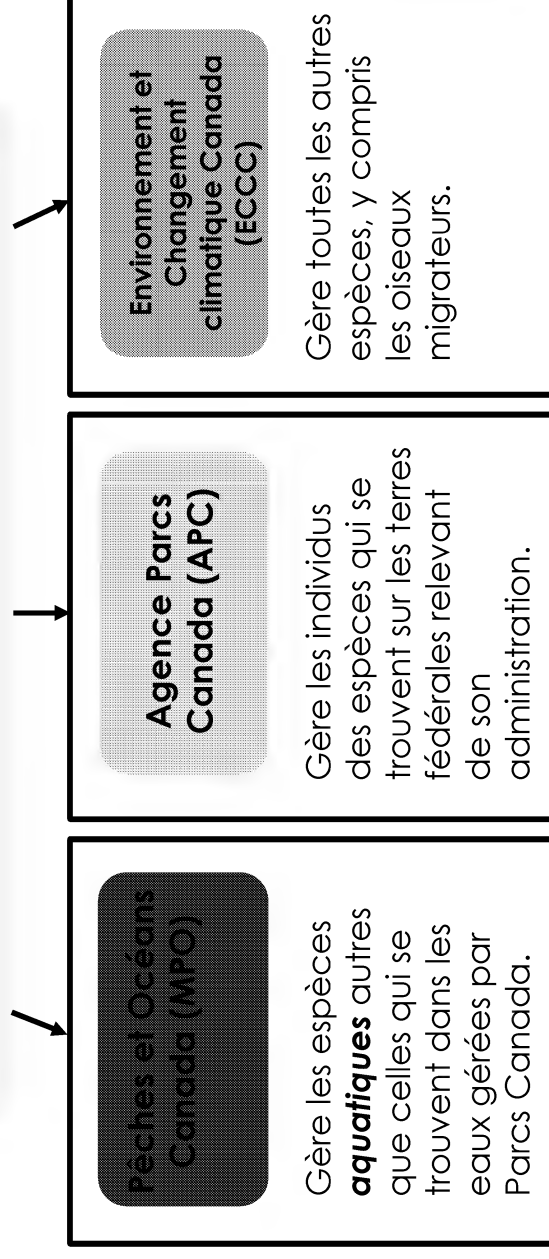 Pêches et Océans
Canada (MPO)
Gère les espèces
aquatiques autres
que celles qui se
trouvent dans les
eaux gérées par
Parcs Canada.
Agence Parcs
Canada (APC)
Gère les individus
des espèces qui se
trouvent sur les terres
fédérales relevant
de son
administration.
Environnement et
Changement
climatique Canada
(ECCC)
Gère toutes les autres
espèces, y compris
les oiseaux
migrateurs.